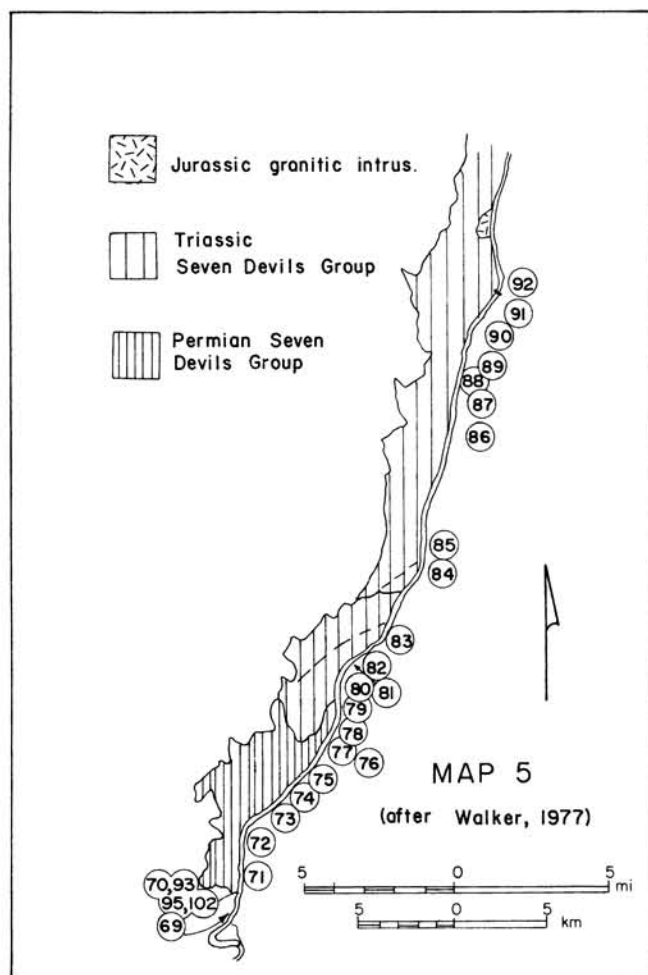 Jurassic granitic intrus.
Triassic
Seven Devils Group
Permian Seven
Devils Group
92
91
90
89
88
87
86
85
84
83
82
80
81
79
78
77
76
75
74
73
72
71
70,93
95,102
69
MAP 5
(after Walker, 1977)
5 0 5
mi
5 0 5
km